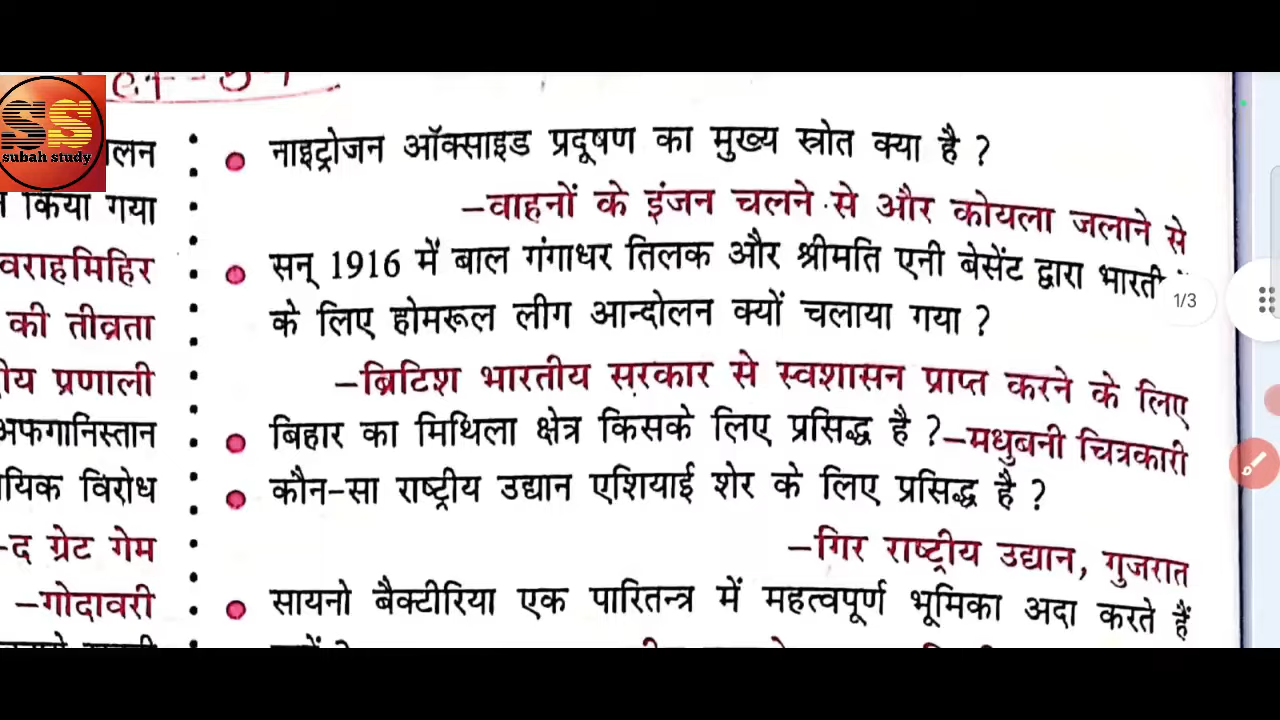 SS
subah study
लन
किया गया
वराहमिहिर
की तीव्रता
ीय प्रणाली
अफगानिस्तान
यिक विरोध
-द ग्रेट गेम
-गोदावरी
नाइट्रोजन ऑक्साइड प्रदूषण का मुख्य स्रोत क्या है ?
-वाहनों के इंजन चलने से और कोयला जलाने से
सन् 1916 में बाल गंगाधर तिलक और श्रीमति एनी बेसेंट द्वारा भारती
के लिए होमरूल लीग आन्दोलन क्यों चलाया गया ?
-ब्रिटिश भारतीय सरकार से स्वशासन प्राप्त करने के लिए
बिहार का मिथिला क्षेत्र किसके लिए प्रसिद्ध है ?-मधुबनी चित्रकारी
कौन-सा राष्ट्रीय उद्यान एशियाई शेर के लिए प्रसिद्ध है ?
-गिर राष्ट्रीय उद्यान, गुजरात
सायनो बैक्टीरिया एक पारितन्त्र में महत्वपूर्ण भूमिका अदा करते हैं
1/3